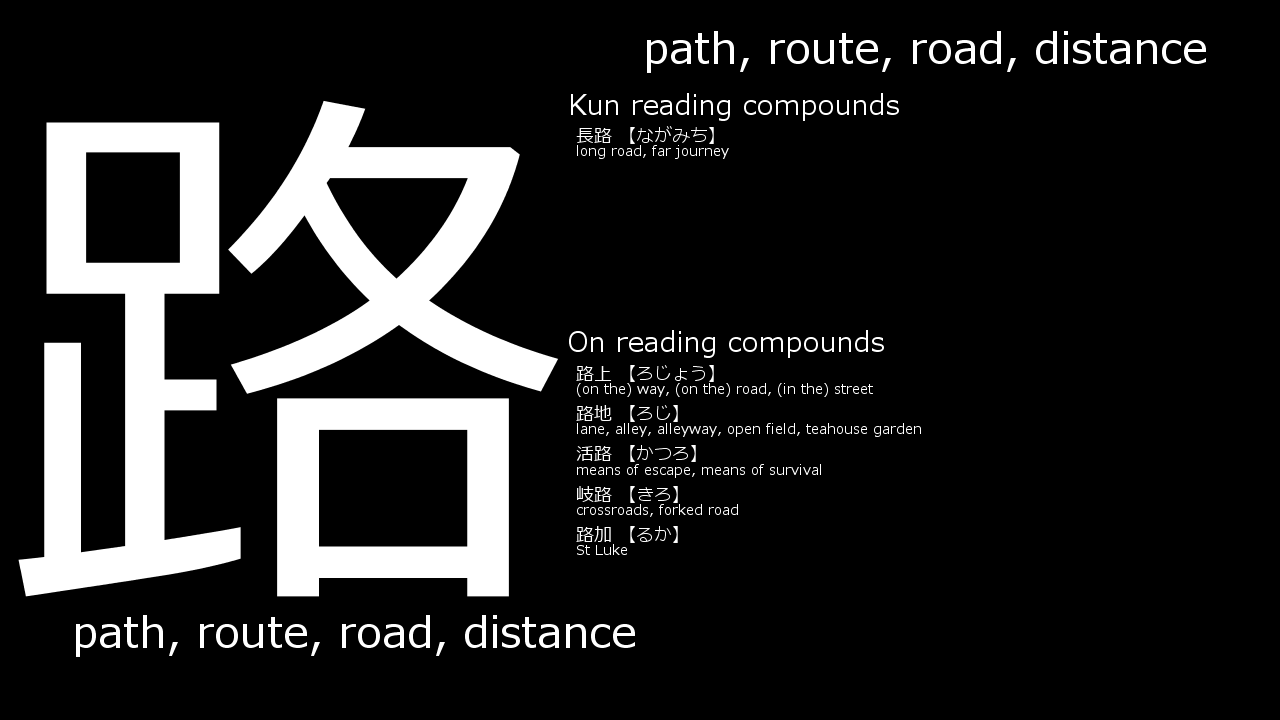 path, route, road, distance
路
Kun reading compounds
長路 【ながみち】
long road, far journey
On reading compounds
路上 【ろじょう】
(on the) way, (on the) road, (in the) street
路地 【ろじ】
lane, alley, alleyway, open field, teahouse garden
活路 【かつろ】
means of escape, means of survival
岐路 【きろ】
crossroads, forked road
路加 【るか】
St Luke
path, route, road, distance